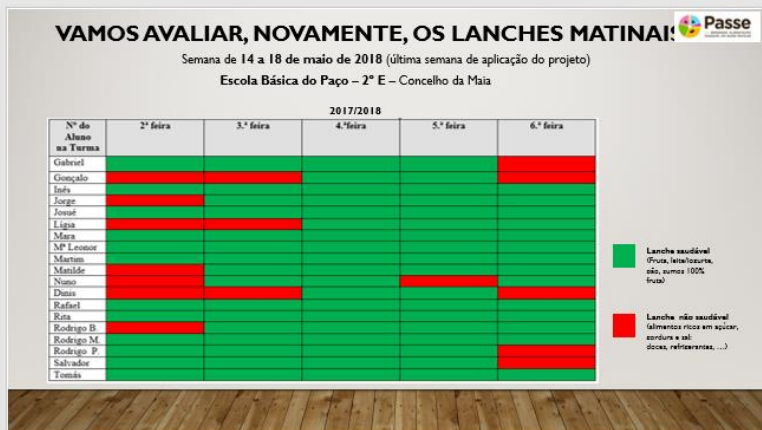 VAMOS AVALIAR, NOVAMENTE, OS LANCHES MATINAIS
Passe
Semana de 14 a 18 de maio de 2018 (última semana de aplicação do projeto)
Escola Básica do Paço – 2º E – Concelho da Maia
2017/2018
Nº do Aluno na Turma 2ª feira 3.ª feira 4.ªfeira 5.ª feira 6.ª feira
Gabriel
Gonçalo
Inês
Jorge
Josué
Lígia
Mara
Mª Leonor
Martim
Matilde
Nuno
Dinis
Rafael
Rita
Rodrigo B.
Rodrigo M.
Rodrigo P.
Salvador
Tomás
Lanche saudável
(Fruta, leite/iogurte,
pão, sumos 100%
fruta)
Lanche não saudável
(alimentos ricos em açúcar,
gordura e sal:
doces, refrigerantes, ...)